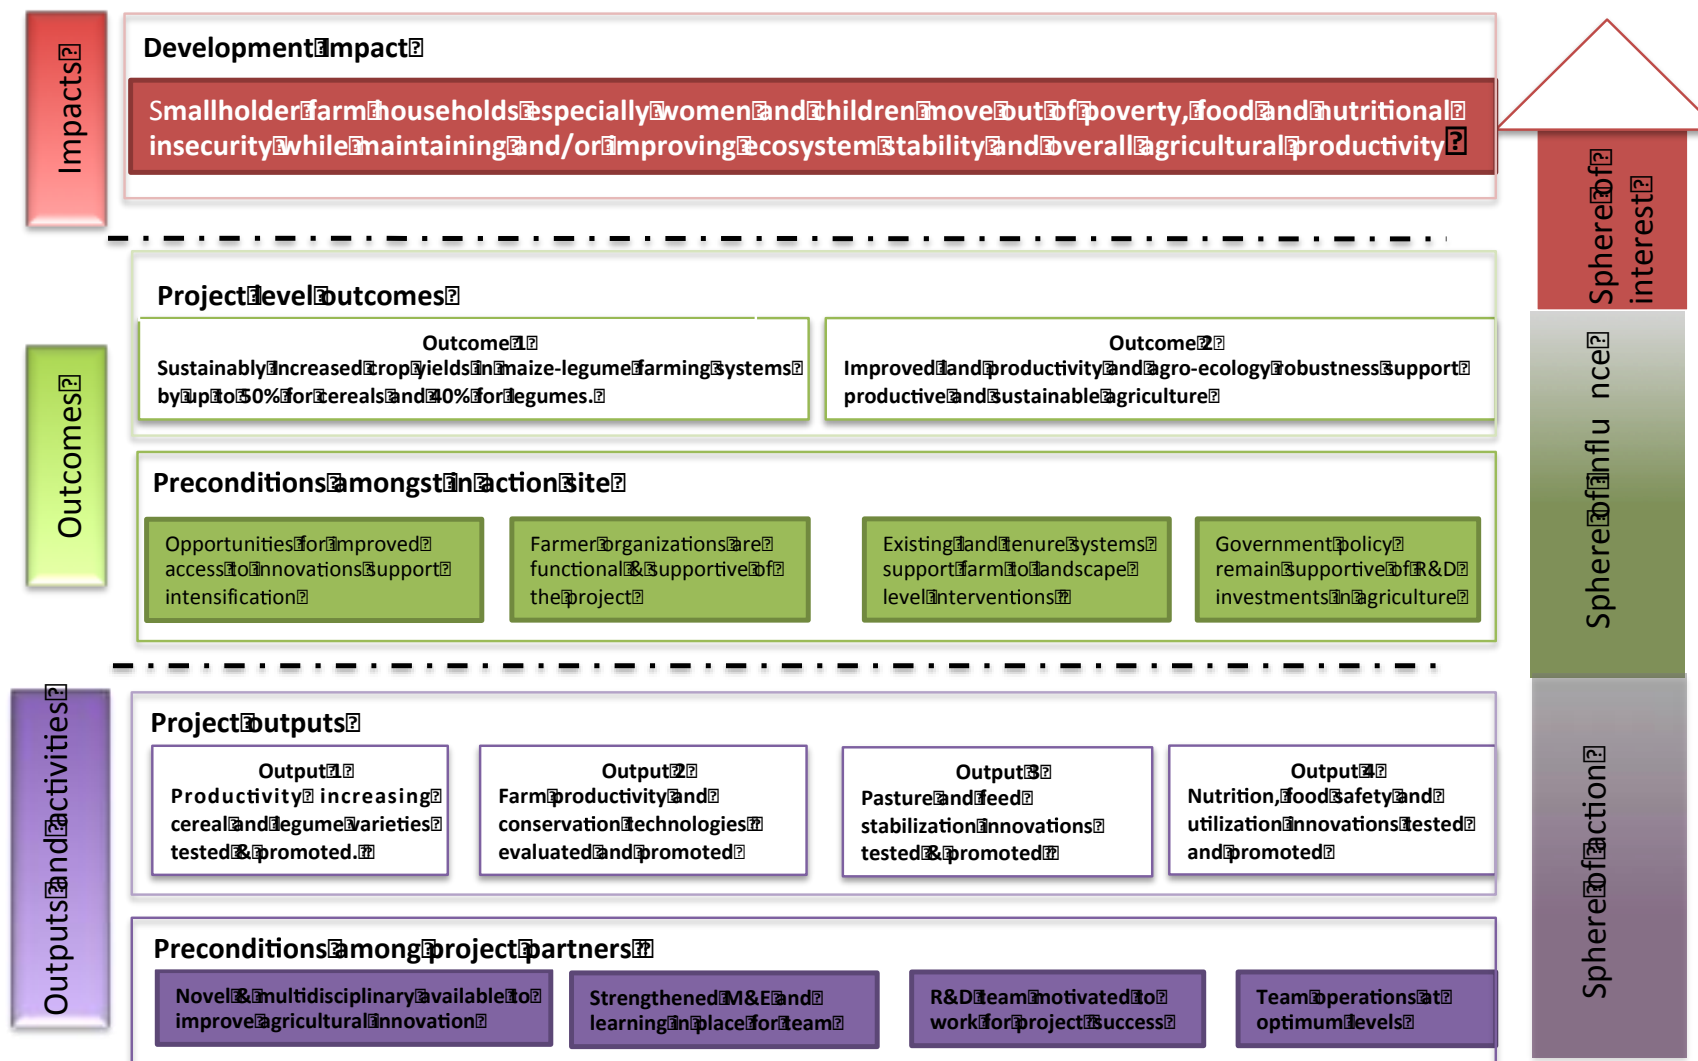 Impacts
Development Impact
Smallholder farm households especially women and children move out of poverty, food and nutritional
insecurity while maintaining and/or improving ecosystem stability and overall agricultural productivity
Sphere of
interest
Outcomes
Project level outcomes
Outcome 1
Sustainably Increased crop yields in maize-legume farming systems
by up to 50% for cereals and 40% for legumes.
Outcome 2
Improved land productivity and agro-ecology robustness support
productive and sustainable agriculture
Preconditions amongst in action site
Opportunities for improved
access to innovations support
intensification
Farmer organizations are
functional & supportive of
the project
Existing land tenure systems
support farm to landscape
level interventions
Government policy
remain supportive of R&D
investments in agriculture
Sphere of influ nce
Outputs and activities
Project outputs
Output 1
Productivity increasing
cereal and legume varieties
tested & promoted.
Output 2
Farm productivity and
conservation technologies
evaluated and promoted
Output 3
Pasture and feed
stabilization innovations
tested & promoted
Output 4
Nutrition, food safety and
utilization innovations tested
and promoted
Preconditions among project partners
Novel & multidisciplinary available to
improve agricultural innovation
Strengthened M&E and
learning in place for team
R&D team motivated to
work for project success
Team operations at
optimum levels
Sphere of action